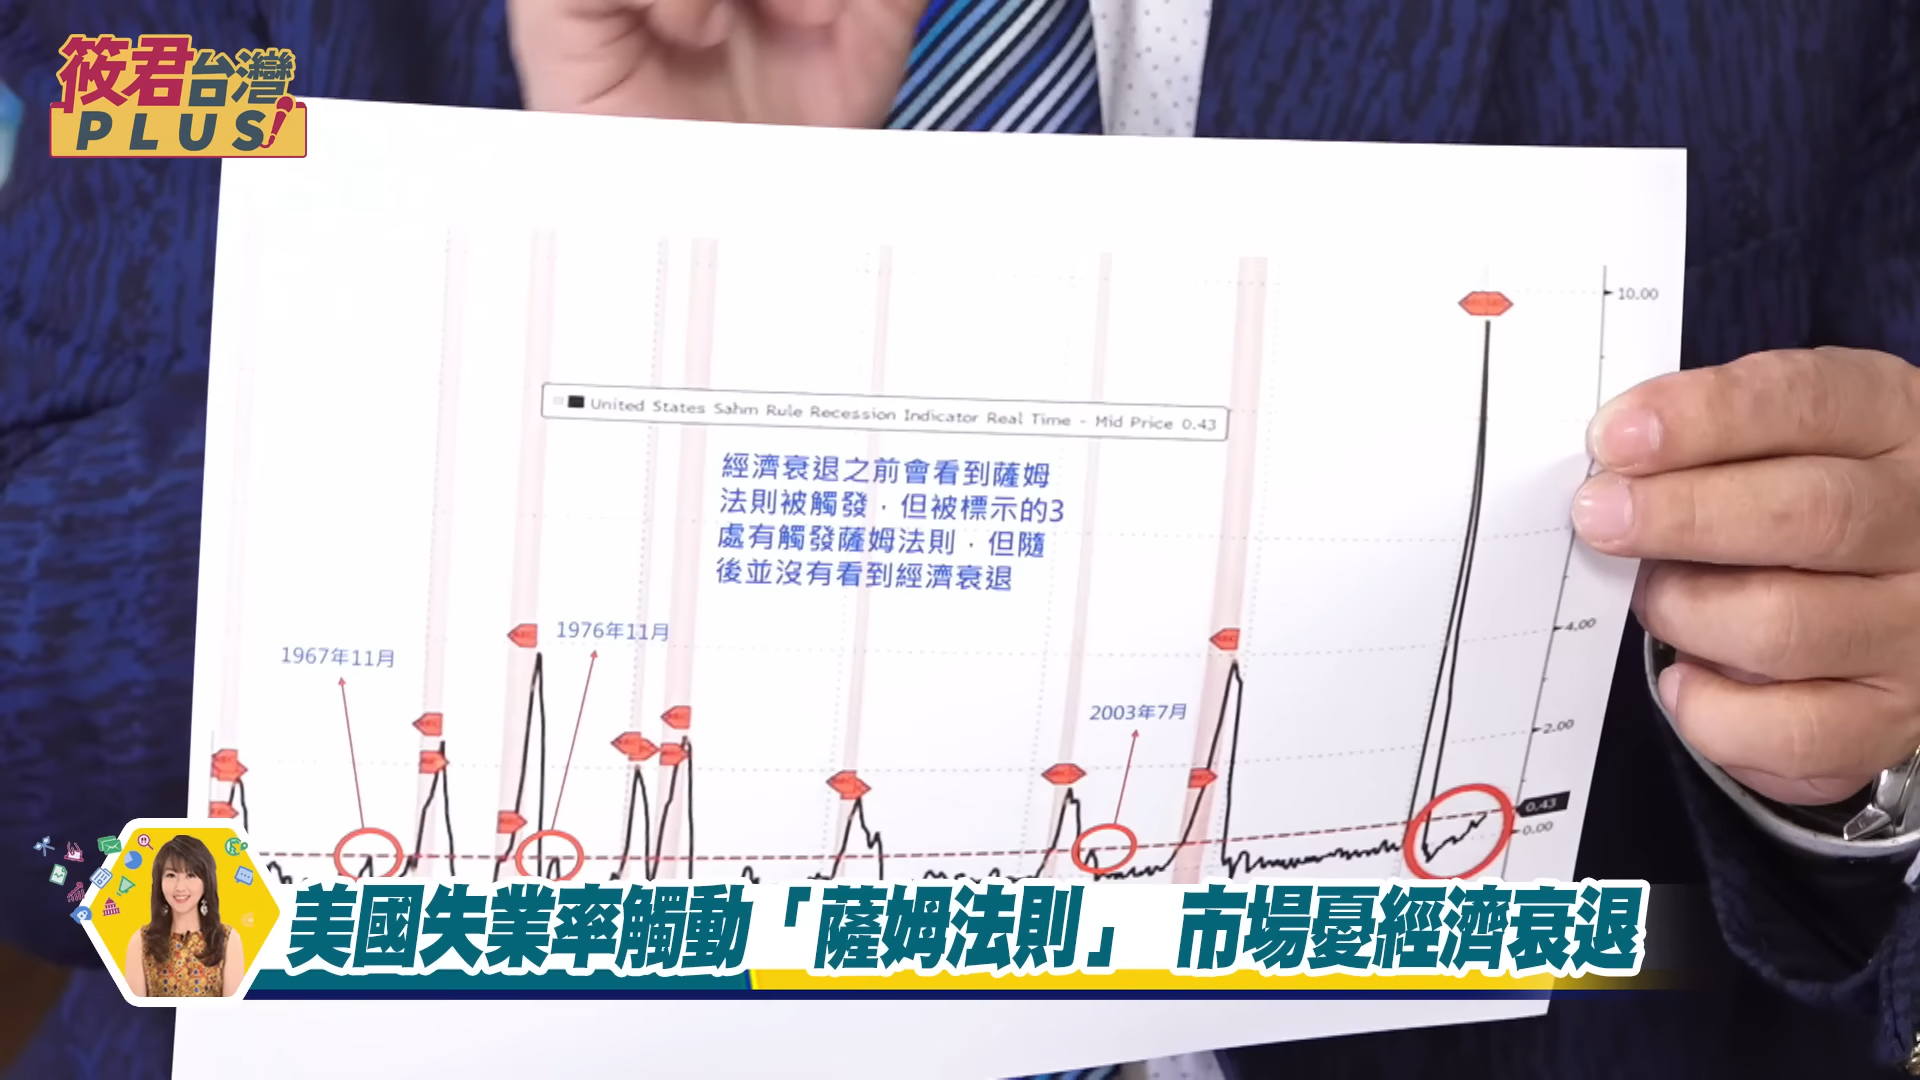 筱君台灣
PLUS!
10.00
United States Sahm Rule Recession Indicator Real Time - Mid Price 0.43
經濟衰退之前會看到薩姆
法則被觸發，但被標示的3
處有觸發薩姆法則，但隨
後並沒有看到經濟衰退
1967年11月
1976年11月
2003年7月
4.00
2.00
0.43
0.00
美國失業率觸動「薩姆法則」 市場憂經濟衰退